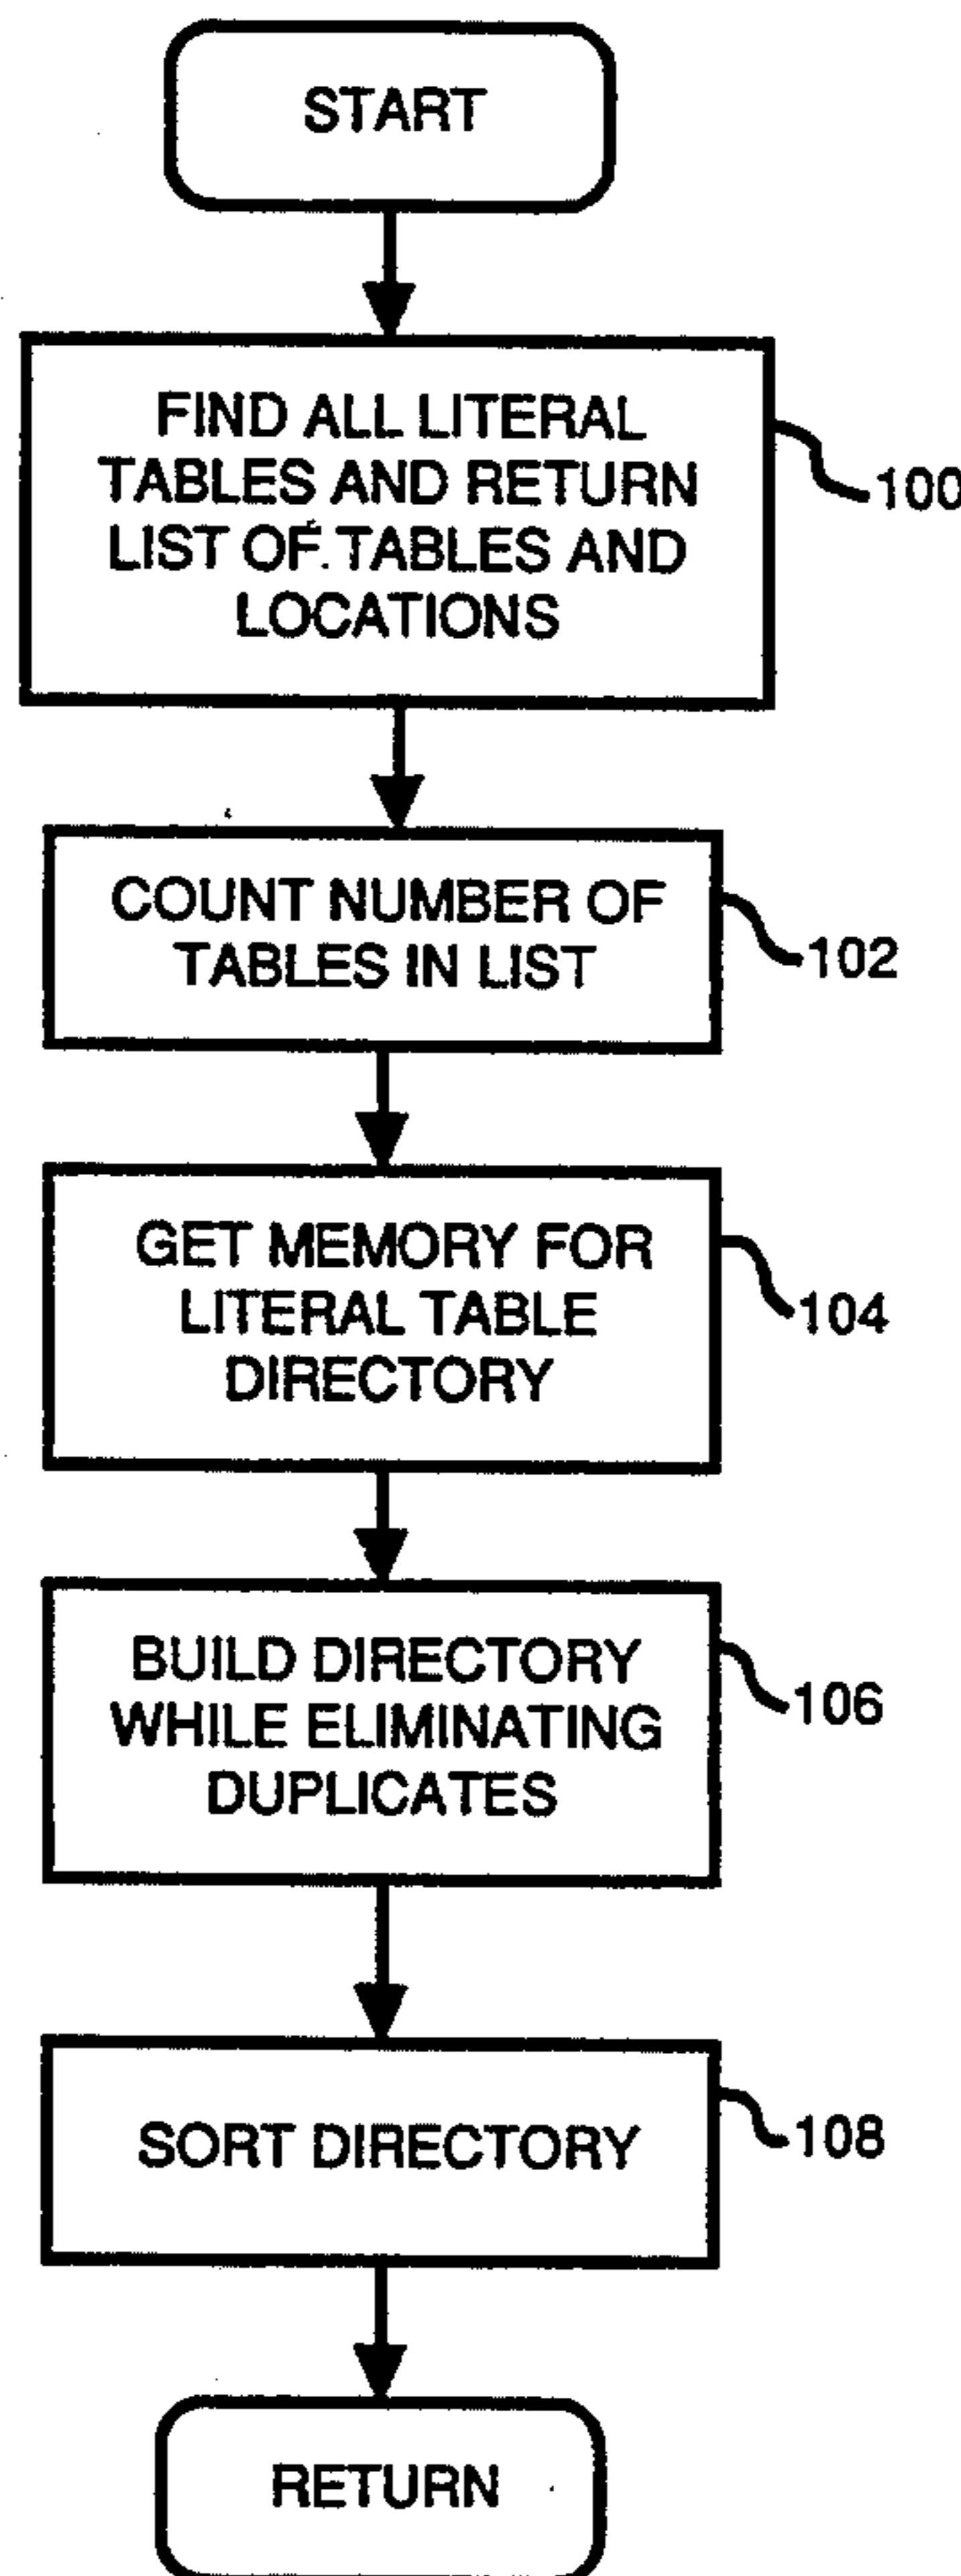 START
FIND ALL LITERAL
TABLES AND RETURN
LIST OF TABLES AND
LOCATIONS
100
COUNT NUMBER OF
TABLES IN LIST
102
GET MEMORY FOR
LITERAL TABLE
DIRECTORY
104
BUILD DIRECTORY
WHILE ELIMINATING
DUPLICATES
106
SORT DIRECTORY
108
RETURN